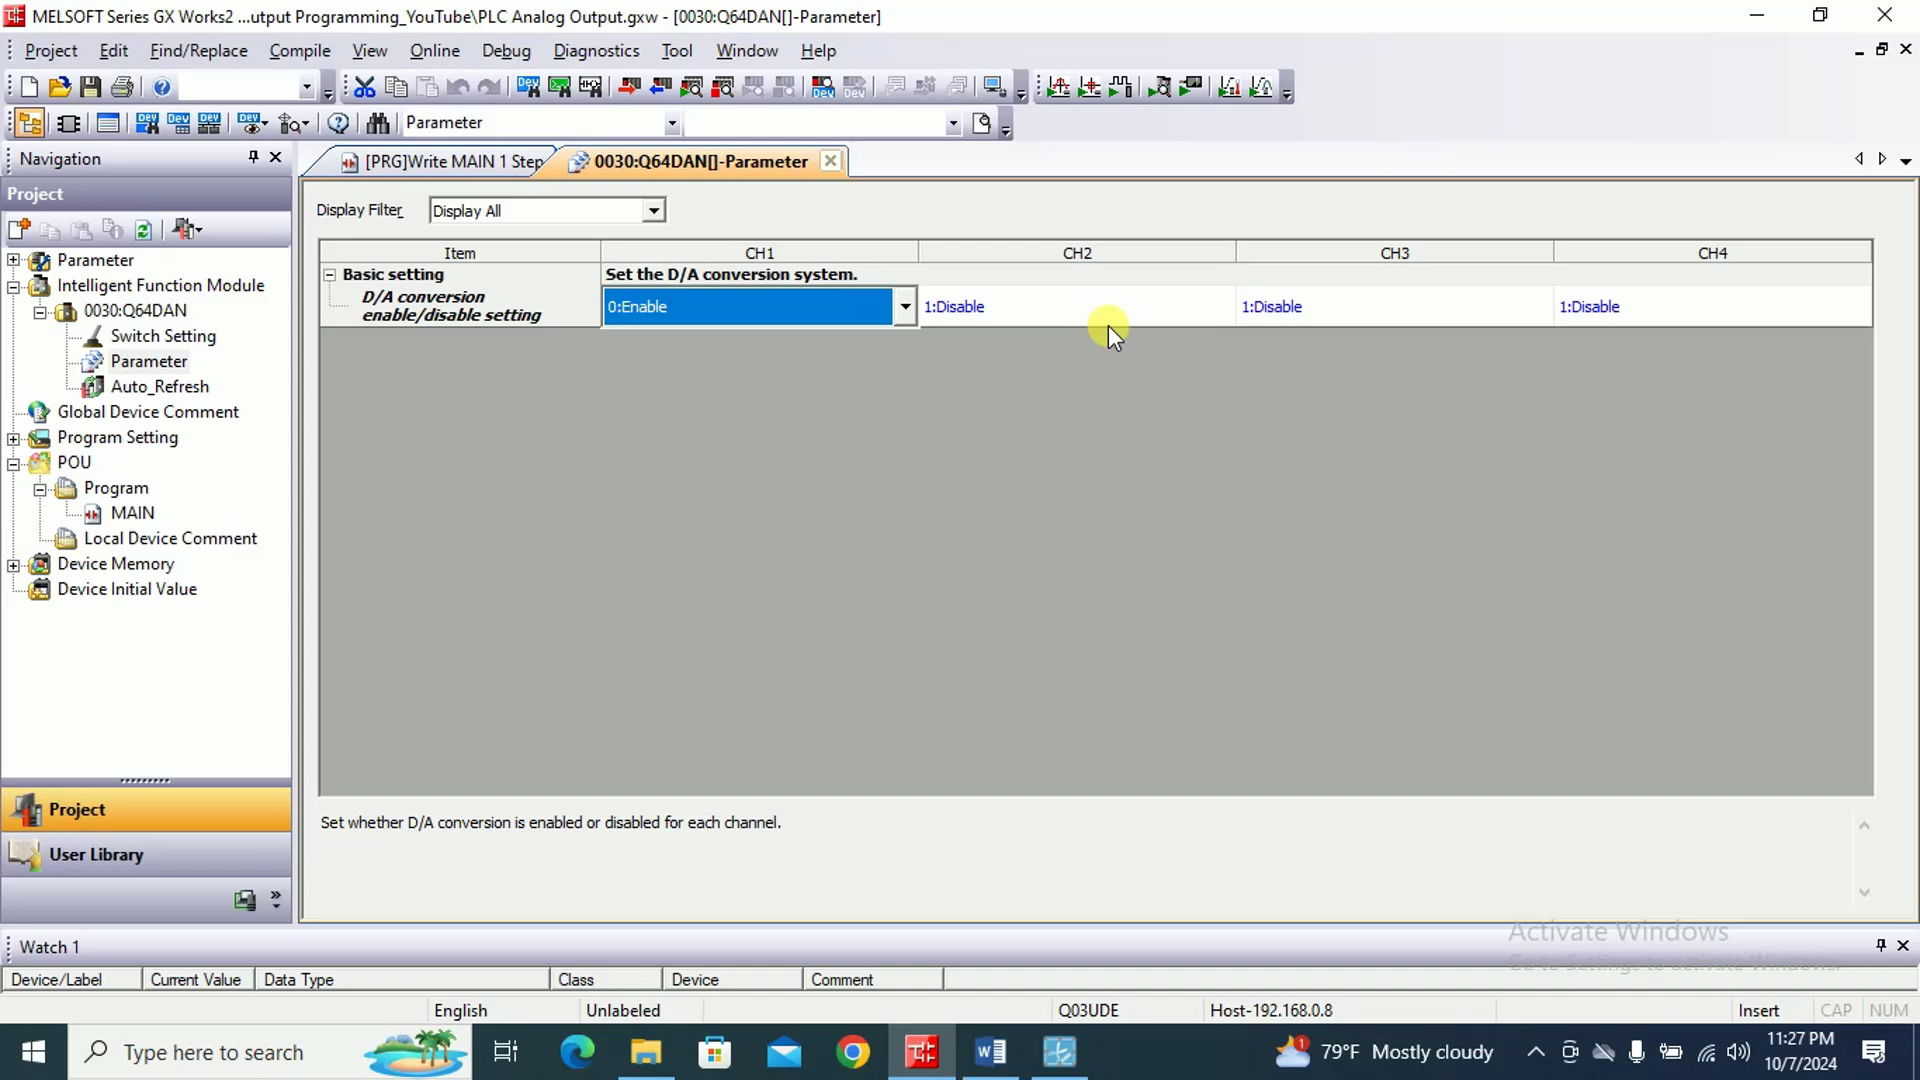 MELSOFT Series GX Works2 ...utput Programming_YouTube\PLC Analog Output.gxw - [0030:Q64DAN[]-Parameter]
Project Edit Find/Replace Compile View Online Debug Diagnostics Tool Window Help
Parameter
Navigation
[PRG]Write MAIN 1 Step
0030:Q64DAN[]-Parameter
Project
Parameter
Intelligent Function Module
0030:Q64DAN
Switch Setting
Parameter
Auto_Refresh
Global Device Comment
Program Setting
POU
Program
MAIN
Local Device Comment
Device Memory
Device Initial Value
Project
User Library
Display Filter Display All
Item CH1 CH2 CH3 CH4
Basic setting Set the D/A conversion system.
D/A conversion
enable/disable setting
0:Enable 1:Disable 1:Disable 1:Disable
Set whether D/A conversion is enabled or disabled for each channel.
Activate Windows
Go to Settings to activate Windows.
Watch 1
Device/Label Current Value Data Type Class Device Comment
English Unlabeled Q03UDE Host-192.168.0.8 Insert CAP NUM
Type here to search
79°F Mostly cloudy
11:27 PM
10/7/2024